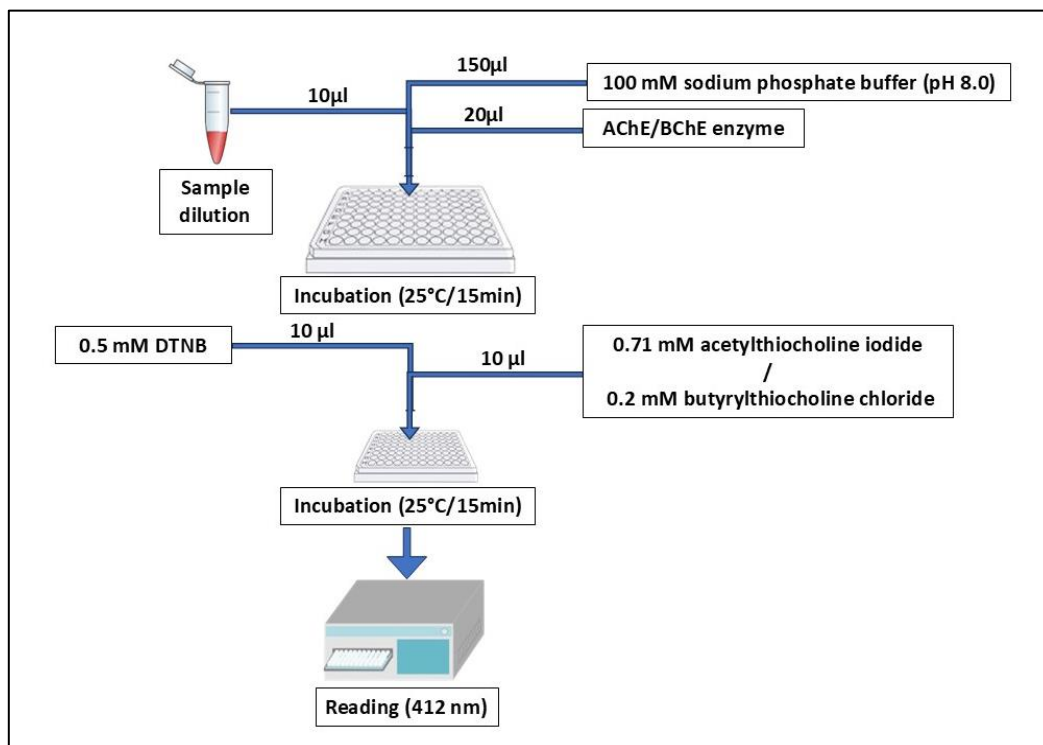 150µl
100 mM sodium phosphate buffer (pH 8.0)
10µl
20µl
AChE/BChE enzyme
Sample
dilution
Incubation (25°C/15min)
10 µl
0.5 mM DTNB
10 µl
0.71 mM acetylthiocholine iodide
/
0.2 mM butyrylthiocholine chloride
Incubation (25°C/15min)
Reading (412 nm)